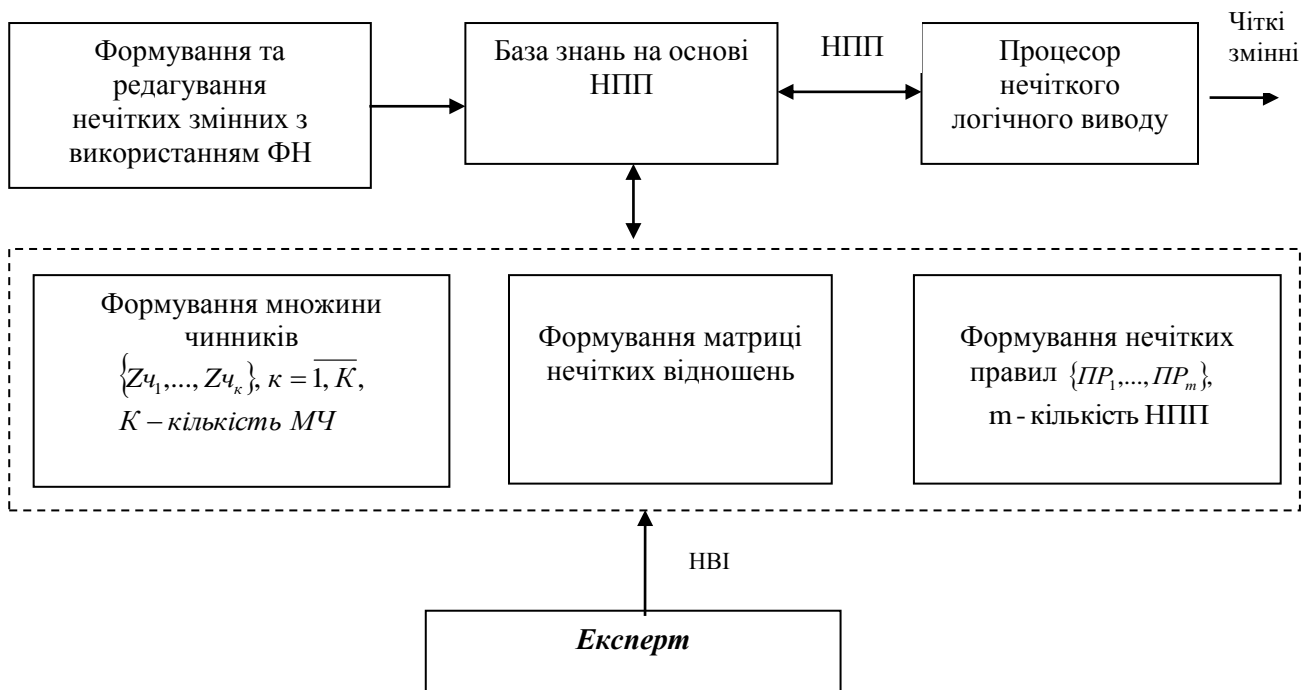 Формування та
редагування
нечітких змінних з
використанням ФН
База знань на основі
НПП
НПП
Процесор
нечіткого
логічного виводу
Чіткі
змінні
Формування множини
чинників
{Zч₁,..., Zч_к}, к = 1, K,
К – кількість МЧ
Формування матриці
нечітких відношень
Формування нечітких
правил {ПР₁,..., ПР_m},
m - кількість НПП
НВІ
Експерт